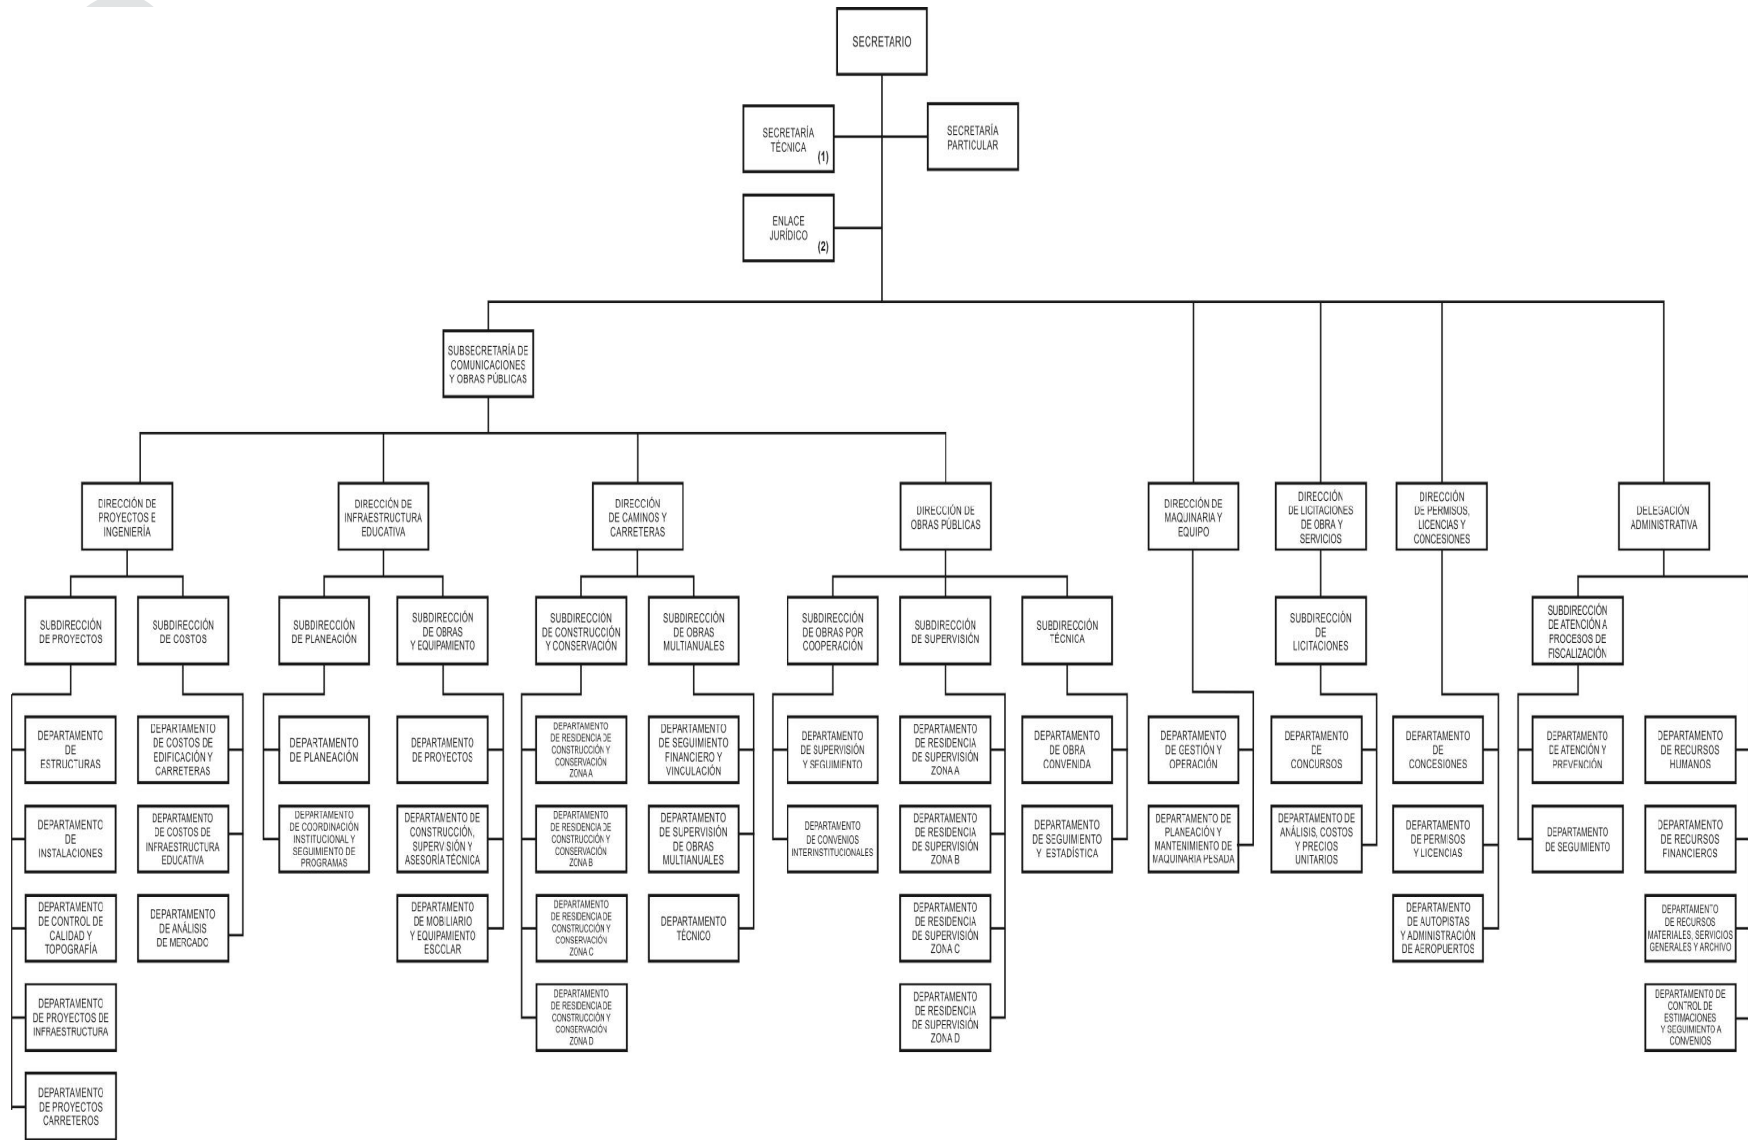 SECRETARIO
SECRETARÍA
TÉCNICA
(1)
SECRETARÍA
PARTICULAR
ENLACE
JURÍDICO
(2)
SUBSECRETARÍA DE
COMUNICACIONES
Y OBRAS PÚBLICAS
DIRECCIÓN DE
PROYECTOS E
INGENIERÍA
DIRECCIÓN DE
INFRAESTRUCTURA
EDUCATIVA
DIRECCIÓN
DE CAMINOS Y
CARRETERAS
DIRECCIÓN DE
OBRAS PÚBLICAS
DIRECCIÓN DE
MAQUINARIA Y
EQUIPO
DIRECCIÓN
DE LICITACIONES
DE OBRA Y
SERVICIOS
DIRECCIÓN
DE PERMISOS,
LICENCIAS Y
CONCESIONES
DELEGACIÓN
ADMINISTRATIVA
SUBDIRECCIÓN
DE PROYECTOS
SUBDIRECCIÓN
DE COSTOS
SUBDIRECCIÓN
DE PLANEACIÓN
SUBDIRECCIÓN
DE OBRAS
Y EQUIPAMIENTO
SUBDIRECCIÓN
DE CONSTRUCCIÓN
Y CONSERVACIÓN
SUBDIRECCIÓN
DE OBRAS
MULTIANUALES
SUBDIRECCIÓN
DE OBRAS POR
COOPERACIÓN
SUBDIRECCIÓN
DE SUPERVISIÓN
SUBDIRECCIÓN
TÉCNICA
SUBDIRECCIÓN
DE
LICITACIONES
SUBDIRECCIÓN
DE ATENCIÓN A
PROCESOS DE
FISCALIZACIÓN
DEPARTAMENTO
DE
ESTRUCTURAS
DEPARTAMENTO
DE COSTOS DE
EDIFICACIÓN Y
CARRETERAS
DEPARTAMENTO
DE PLANEACIÓN
DEPARTAMENTO
DE PROYECTOS
DEPARTAMENTO
DE RESIDENCIA DE
CONSTRUCCIÓN Y
CONSERVACIÓN
ZONA A
DEPARTAMENTO
DE SEGUIMIENTO
FINANCIERO Y
VINCULACIÓN
DEPARTAMENTO
DE SUPERVISIÓN
Y SEGUIMIENTO
DEPARTAMENTO
DE RESIDENCIA
DE SUPERVISIÓN
ZONA A
DEPARTAMENTO
DE OBRA
CONVENIDA
DEPARTAMENTO
DE GESTIÓN Y
OPERACIÓN
DEPARTAMENTO
DE
CONCURSOS
DEPARTAMENTO
DE
CONCESIONES
DEPARTAMENTO
DE ATENCIÓN Y
PREVENCIÓN
DEPARTAMENTO
DE RECURSOS
HUMANOS
DEPARTAMENTO
DE
INSTALACIONES
DEPARTAMENTO
DE COSTOS DE
INFRAESTRUCTURA
EDUCATIVA
DEPARTAMENTO
DE COORDINACIÓN
INSTITUCIONAL Y
SEGUIMIENTO DE
PROGRAMAS
DEPARTAMENTO DE
CONSTRUCCIÓN,
SUPERVISIÓN Y
ASESORÍA TÉCNICA
DEPARTAMENTO
DE RESIDENCIA DE
CONSTRUCCIÓN Y
CONSERVACIÓN
ZONA B
DEPARTAMENTO
DE SUPERVISIÓN
DE OBRAS
MULTIANUALES
DEPARTAMENTO
DE CONVENIOS
INTERINSTITUCIONALES
DEPARTAMENTO
DE RESIDENCIA
DE SUPERVISIÓN
ZONA B
DEPARTAMENTO
DE SEGUIMIENTO
Y ESTADÍSTICA
DEPARTAMENTO DE
PLANEACIÓN Y
MANTENIMIENTO DE
MAQUINARIA PESADA
DEPARTAMENTO DE
ANÁLISIS, COSTOS
Y PRECIOS
UNITARIOS
DEPARTAMENTO
DE PERMISOS
Y LICENCIAS
DEPARTAMENTO
DE SEGUIMIENTO
DEPARTAMENTO
DE RECURSOS
FINANCIEROS
DEPARTAMENTO
DE CONTROL DE
CALIDAD Y
TOPOGRAFÍA
DEPARTAMENTO
DE ANÁLISIS
DE MERCADO
DEPARTAMENTO
DE MOBILIARIO
Y EQUIPAMIENTO
ESCOLAR
DEPARTAMENTO
DE RESIDENCIA DE
CONSTRUCCIÓN Y
CONSERVACIÓN
ZONA C
DEPARTAMENTO
TÉCNICO
DEPARTAMENTO
DE RESIDENCIA
DE SUPERVISIÓN
ZONA C
DEPARTAMENTO
DE AUTOPISTAS
Y ADMINISTRACIÓN
DE AEROPUERTOS
DEPARTAMENTO
DE RECURSOS
MATERIALES, SERVICIOS
GENERALES Y ARCHIVO
DEPARTAMENTO
DE PROYECTOS DE
INFRAESTRUCTURA
DEPARTAMENTO
DE RESIDENCIA DE
CONSTRUCCIÓN Y
CONSERVACIÓN
ZONA D
DEPARTAMENTO
DE RESIDENCIA
DE SUPERVISIÓN
ZONA D
DEPARTAMENTO DE
CONTROL DE
ESTIMACIONES
Y SEGUIMIENTO A
CONVENIOS
DEPARTAMENTO
DE PROYECTOS
CARRETEROS